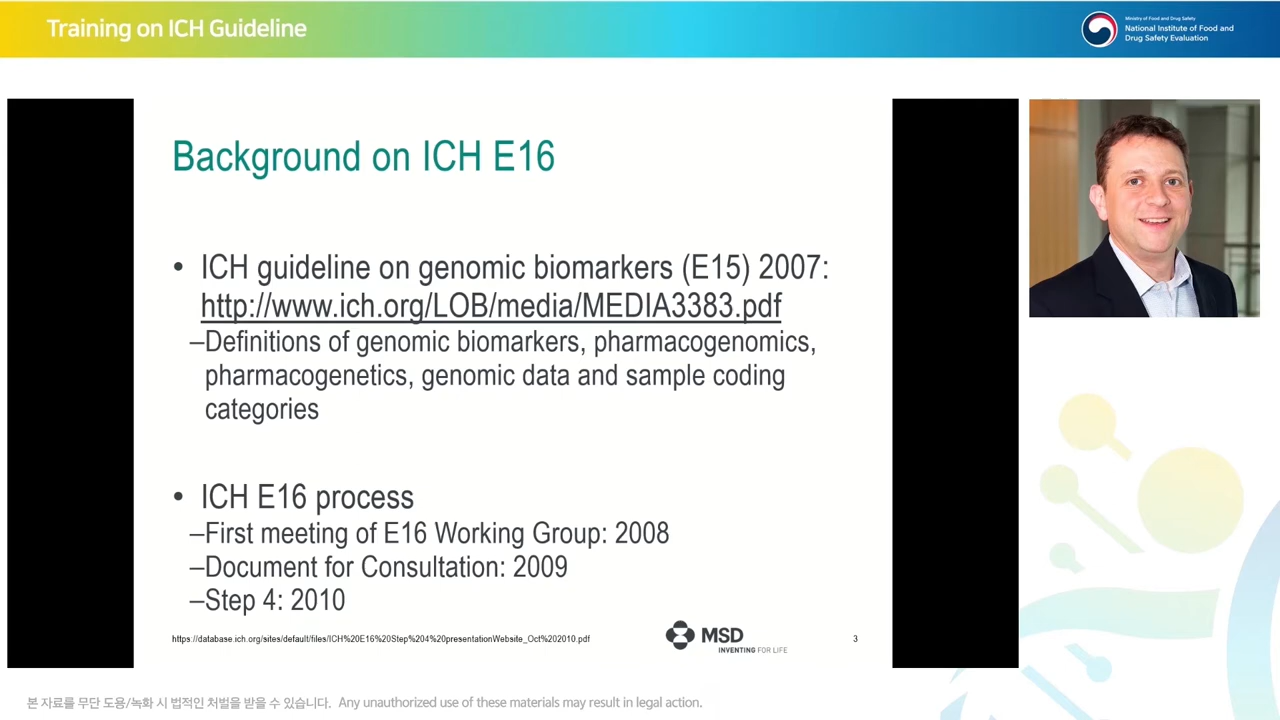 Training on ICH Guideline
Ministry of Food and Drug Safety
National Institute of Food and
Drug Safety Evaluation
Background on ICH E16
• ICH guideline on genomic biomarkers (E15) 2007:
http://www.ich.org/LOB/media/MEDIA3383.pdf
–Definitions of genomic biomarkers, pharmacogenomics,
pharmacogenetics, genomic data and sample coding
categories
• ICH E16 process
–First meeting of E16 Working Group: 2008
–Document for Consultation: 2009
–Step 4: 2010
https://database.ich.org/sites/default/files/ICH%20E16%20Step%204%20presentationWebsite_Oct%202010.pdf
MSD
INVENTING FOR LIFE
3
본 자료를 무단 도용/녹화 시 법적인 처벌을 받을 수 있습니다. Any unauthorized use of these materials may result in legal action.